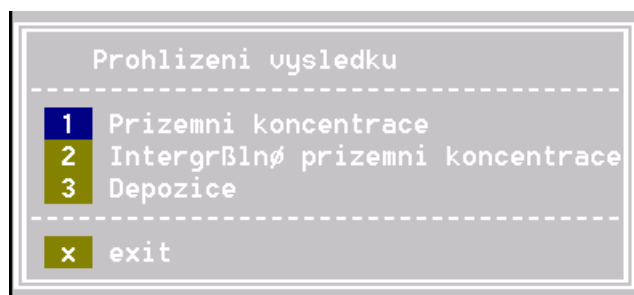 Prohlizeni vysledku
1 Prizemni koncentrace
2 Intergrßlnø prizemni koncentrace
3 Depozice
x exit